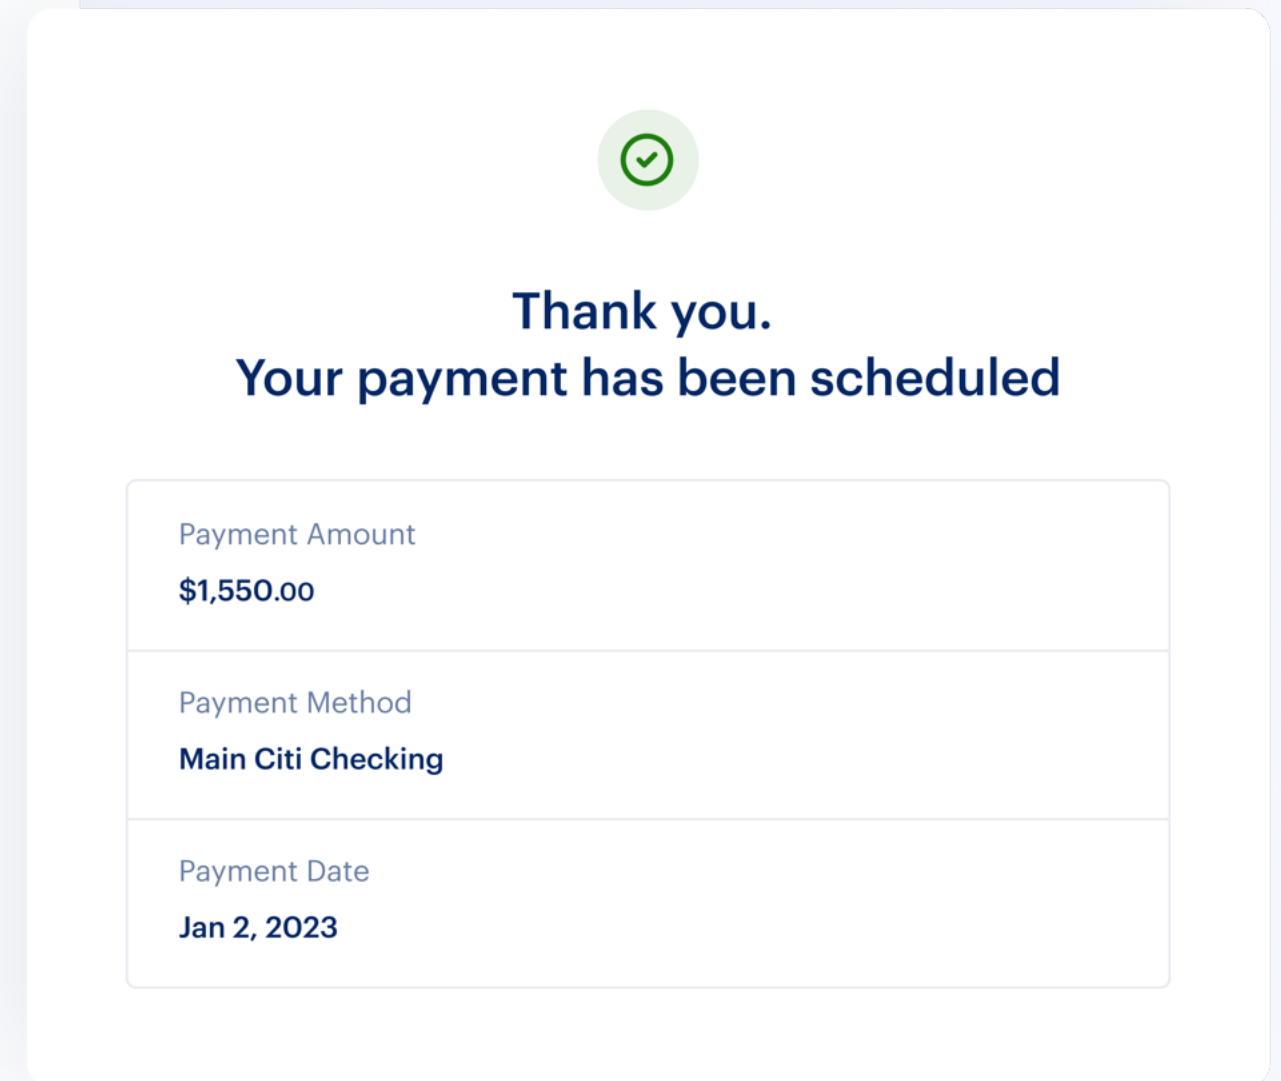 Thank you.
Your payment has been scheduled
Payment Amount
$1,550.00
Payment Method
Main Citi Checking
Payment Date
Jan 2, 2023